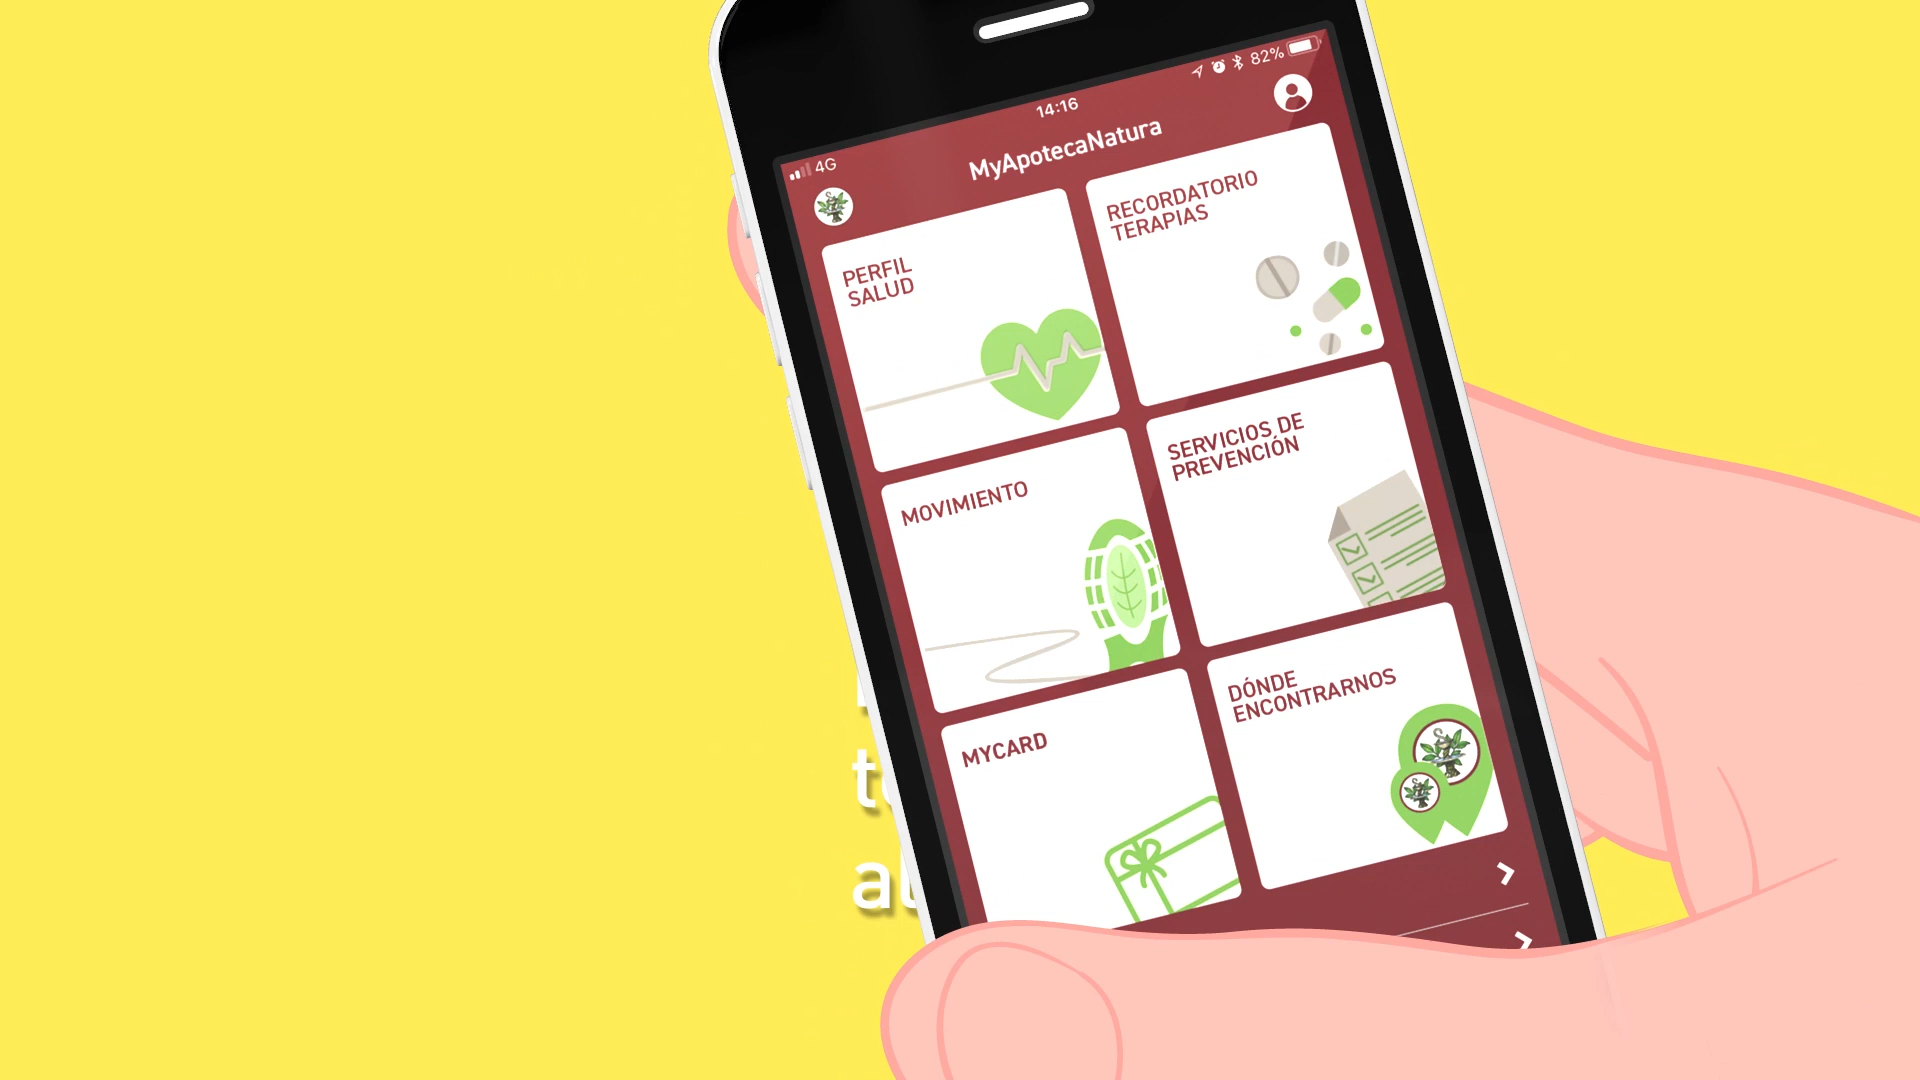 4G
14:16
82%
MyApotecaNatura
PERFIL
SALUD
RECORDATORIO
TERAPIAS
MOVIMIENTO
SERVICIOS DE
PREVENCIÓN
MYCARD
DÓNDE
ENCONTRARNOS